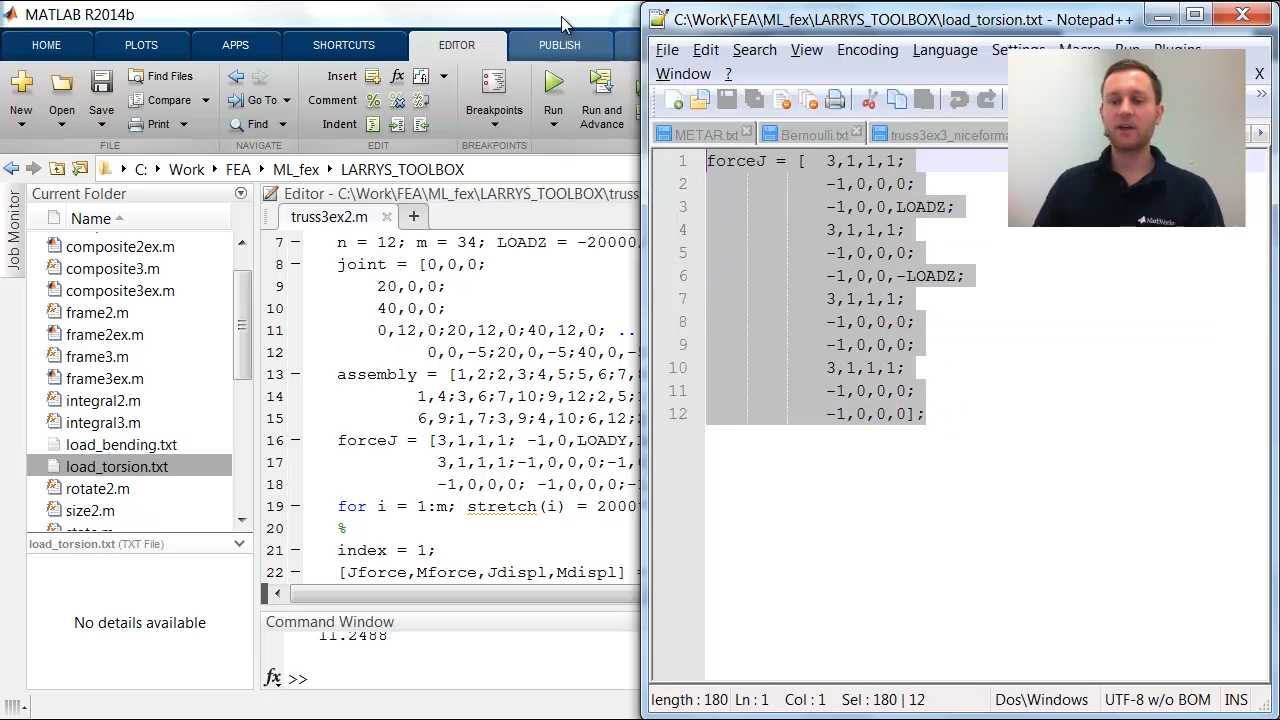 MATLAB R2014b
HOME PLOTS APPS SHORTCUTS EDITOR PUBLISH
New Open Save Find Files Compare Print
Go To Find
Insert fx
Comment
Indent
Breakpoints
Run
Run and Advance
FILE NAVIGATE EDIT BREAKPOINTS
C: Work FEA ML_fex LARRYS_TOOLBOX
Job Monitor
Current Folder
Name
composite2ex.m
composite3.m
composite3ex.m
frame2.m
frame2ex.m
frame3.m
frame3ex.m
integral2.m
integral3.m
load_bending.txt
load_torsion.txt
rotate2.m
size2.m
load_torsion.txt (TXT File)
No details available
Editor - C:\Work\FEA\ML_fex\LARRYS_TOOLBOX\truss
truss3ex2.m
7 – n = 12; m = 34; LOADZ = -20000
8 – joint = [0,0,0;
9 20,0,0;
10 40,0,0;
11 0,12,0;20,12,0;40,12,0; ..
12 0,0,-5;20,0,-5;40,0,-5
13 – assembly = [1,2;2,3;4,5;5,6;7,8
14 1,4;3,6;7,10;9,12;2,5;
15 6,9;1,7;3,9;4,10;6,12;
16 – forceJ = [3,1,1,1; -1,0,LOADY,
17 3,1,1,1;-1,0,0,0;-1,
18 -1,0,0,0; -1,0,0,0;-
19 – for i = 1:m; stretch(i) = 2000
20 %
21 – index = 1;
22 – [Jforce,Mforce,Jdispl,Mdispl] =
Command Window
11.2488
fx >>
C:\Work\FEA\ML_fex\LARRYS_TOOLBOX\load_torsion.txt - Notepad++
File Edit Search View Encoding Language Settings Macro Run Plugins
Window ? X
METAR.txt Bernoulli.txt truss3ex3_niceforma
1 forceJ = [ 3,1,1,1;
2 -1,0,0,0;
3 -1,0,0,LOADZ;
4 3,1,1,1;
5 -1,0,0,0;
6 -1,0,0,-LOADZ;
7 3,1,1,1;
8 -1,0,0,0;
9 -1,0,0,0;
10 3,1,1,1;
11 -1,0,0,0;
12 -1,0,0,0];
MathWorks
length : 180 Ln : 1 Col : 1 Sel : 180 | 12 Dos\Windows UTF-8 w/o BOM INS